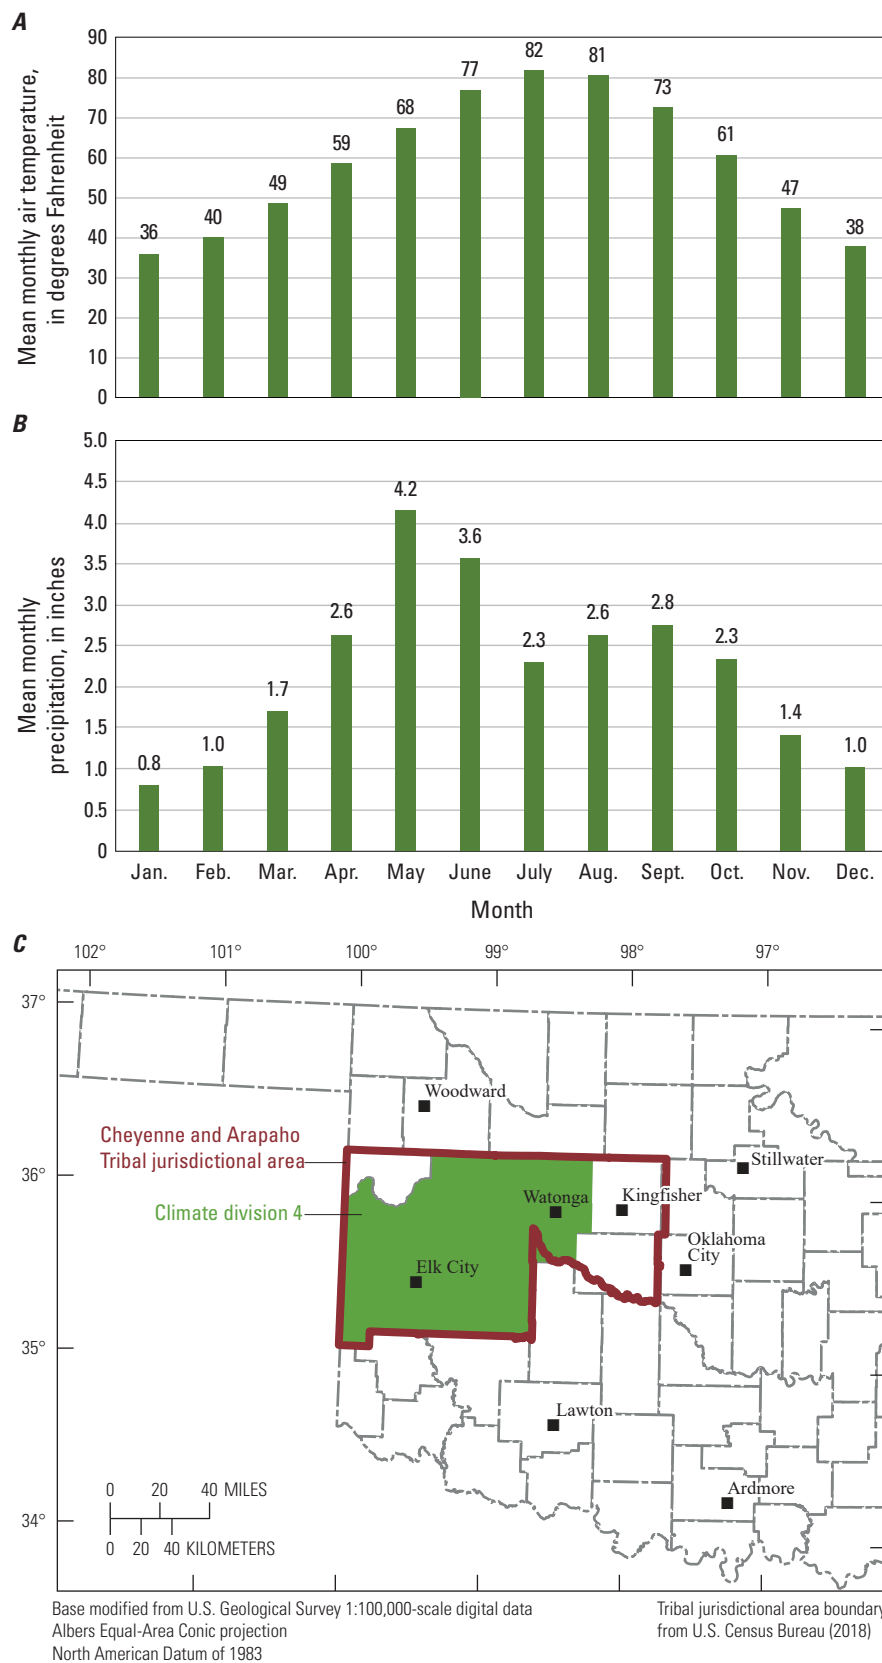 A
Mean monthly air temperature,
in degrees Fahrenheit
90
80
70
60
50
40
30
20
10
0
36
40
49
59
68
77
82
81
73
61
47
38
B
Mean monthly
precipitation, in inches
5.0
4.5
4.0
3.5
3.0
2.5
2.0
1.5
1.0
0.5
0
0.8
1.0
1.7
2.6
4.2
3.6
2.3
2.6
2.8
2.3
1.4
1.0
Jan. Feb. Mar. Apr. May June July Aug. Sept. Oct. Nov. Dec.
Month
C
102° 101° 100° 99° 98° 97°
37°
36°
35°
34°
Woodward
Cheyenne and Arapaho
Tribal jurisdictional area
Stillwater
Climate division 4
Watonga
Kingfisher
Oklahoma
City
Elk City
Lawton
Ardmore
0 20 40 MILES
0 20 40 KILOMETERS
Base modified from U.S. Geological Survey 1:100,000-scale digital data
Albers Equal-Area Conic projection
North American Datum of 1983
Tribal jurisdictional area boundary
from U.S. Census Bureau (2018)